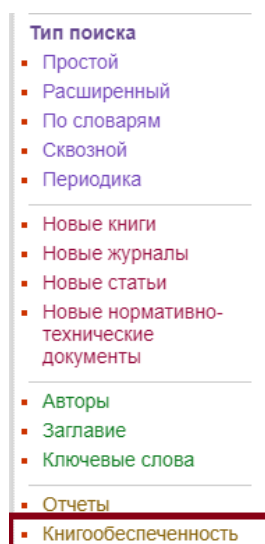 Тип поиска
Простой
Расширенный
По словарям
Сквозной
Периодика
Новые книги
Новые журналы
Новые статьи
Новые нормативно-
технические
документы
Авторы
Заглавие
Ключевые слова
Отчеты
Книгообеспеченность